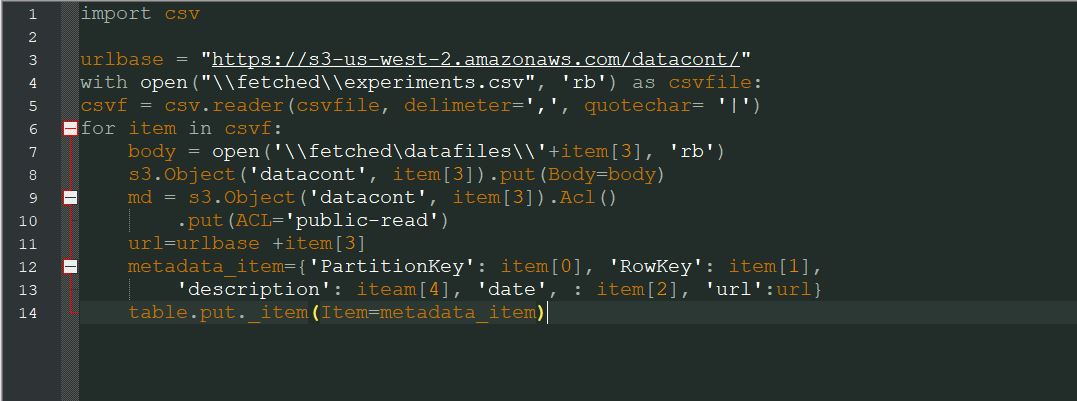 1 import csv
2
3 urlbase = "https://s3-us-west-2.amazonaws.com/datacont/"
4 with open("\\fetched\\experiments.csv", 'rb') as csvfile:
5 csvf = csv.reader(csvfile, delimeter=',', quotechar= '|')
6 for item in csvf:
7     body = open('\\fetched\datafiles\\'+item[3], 'rb')
8     s3.Object('datacont', item[3]).put(Body=body)
9     md = s3.Object('datacont', item[3]).Acl()
10         .put(ACL='public-read')
11     url=urlbase +item[3]
12     metadata_item={'PartitionKey': item[0], 'RowKey': item[1],
13         'description': iteam[4], 'date', : item[2], 'url':url}
14     table.put._item(Item=metadata_item)